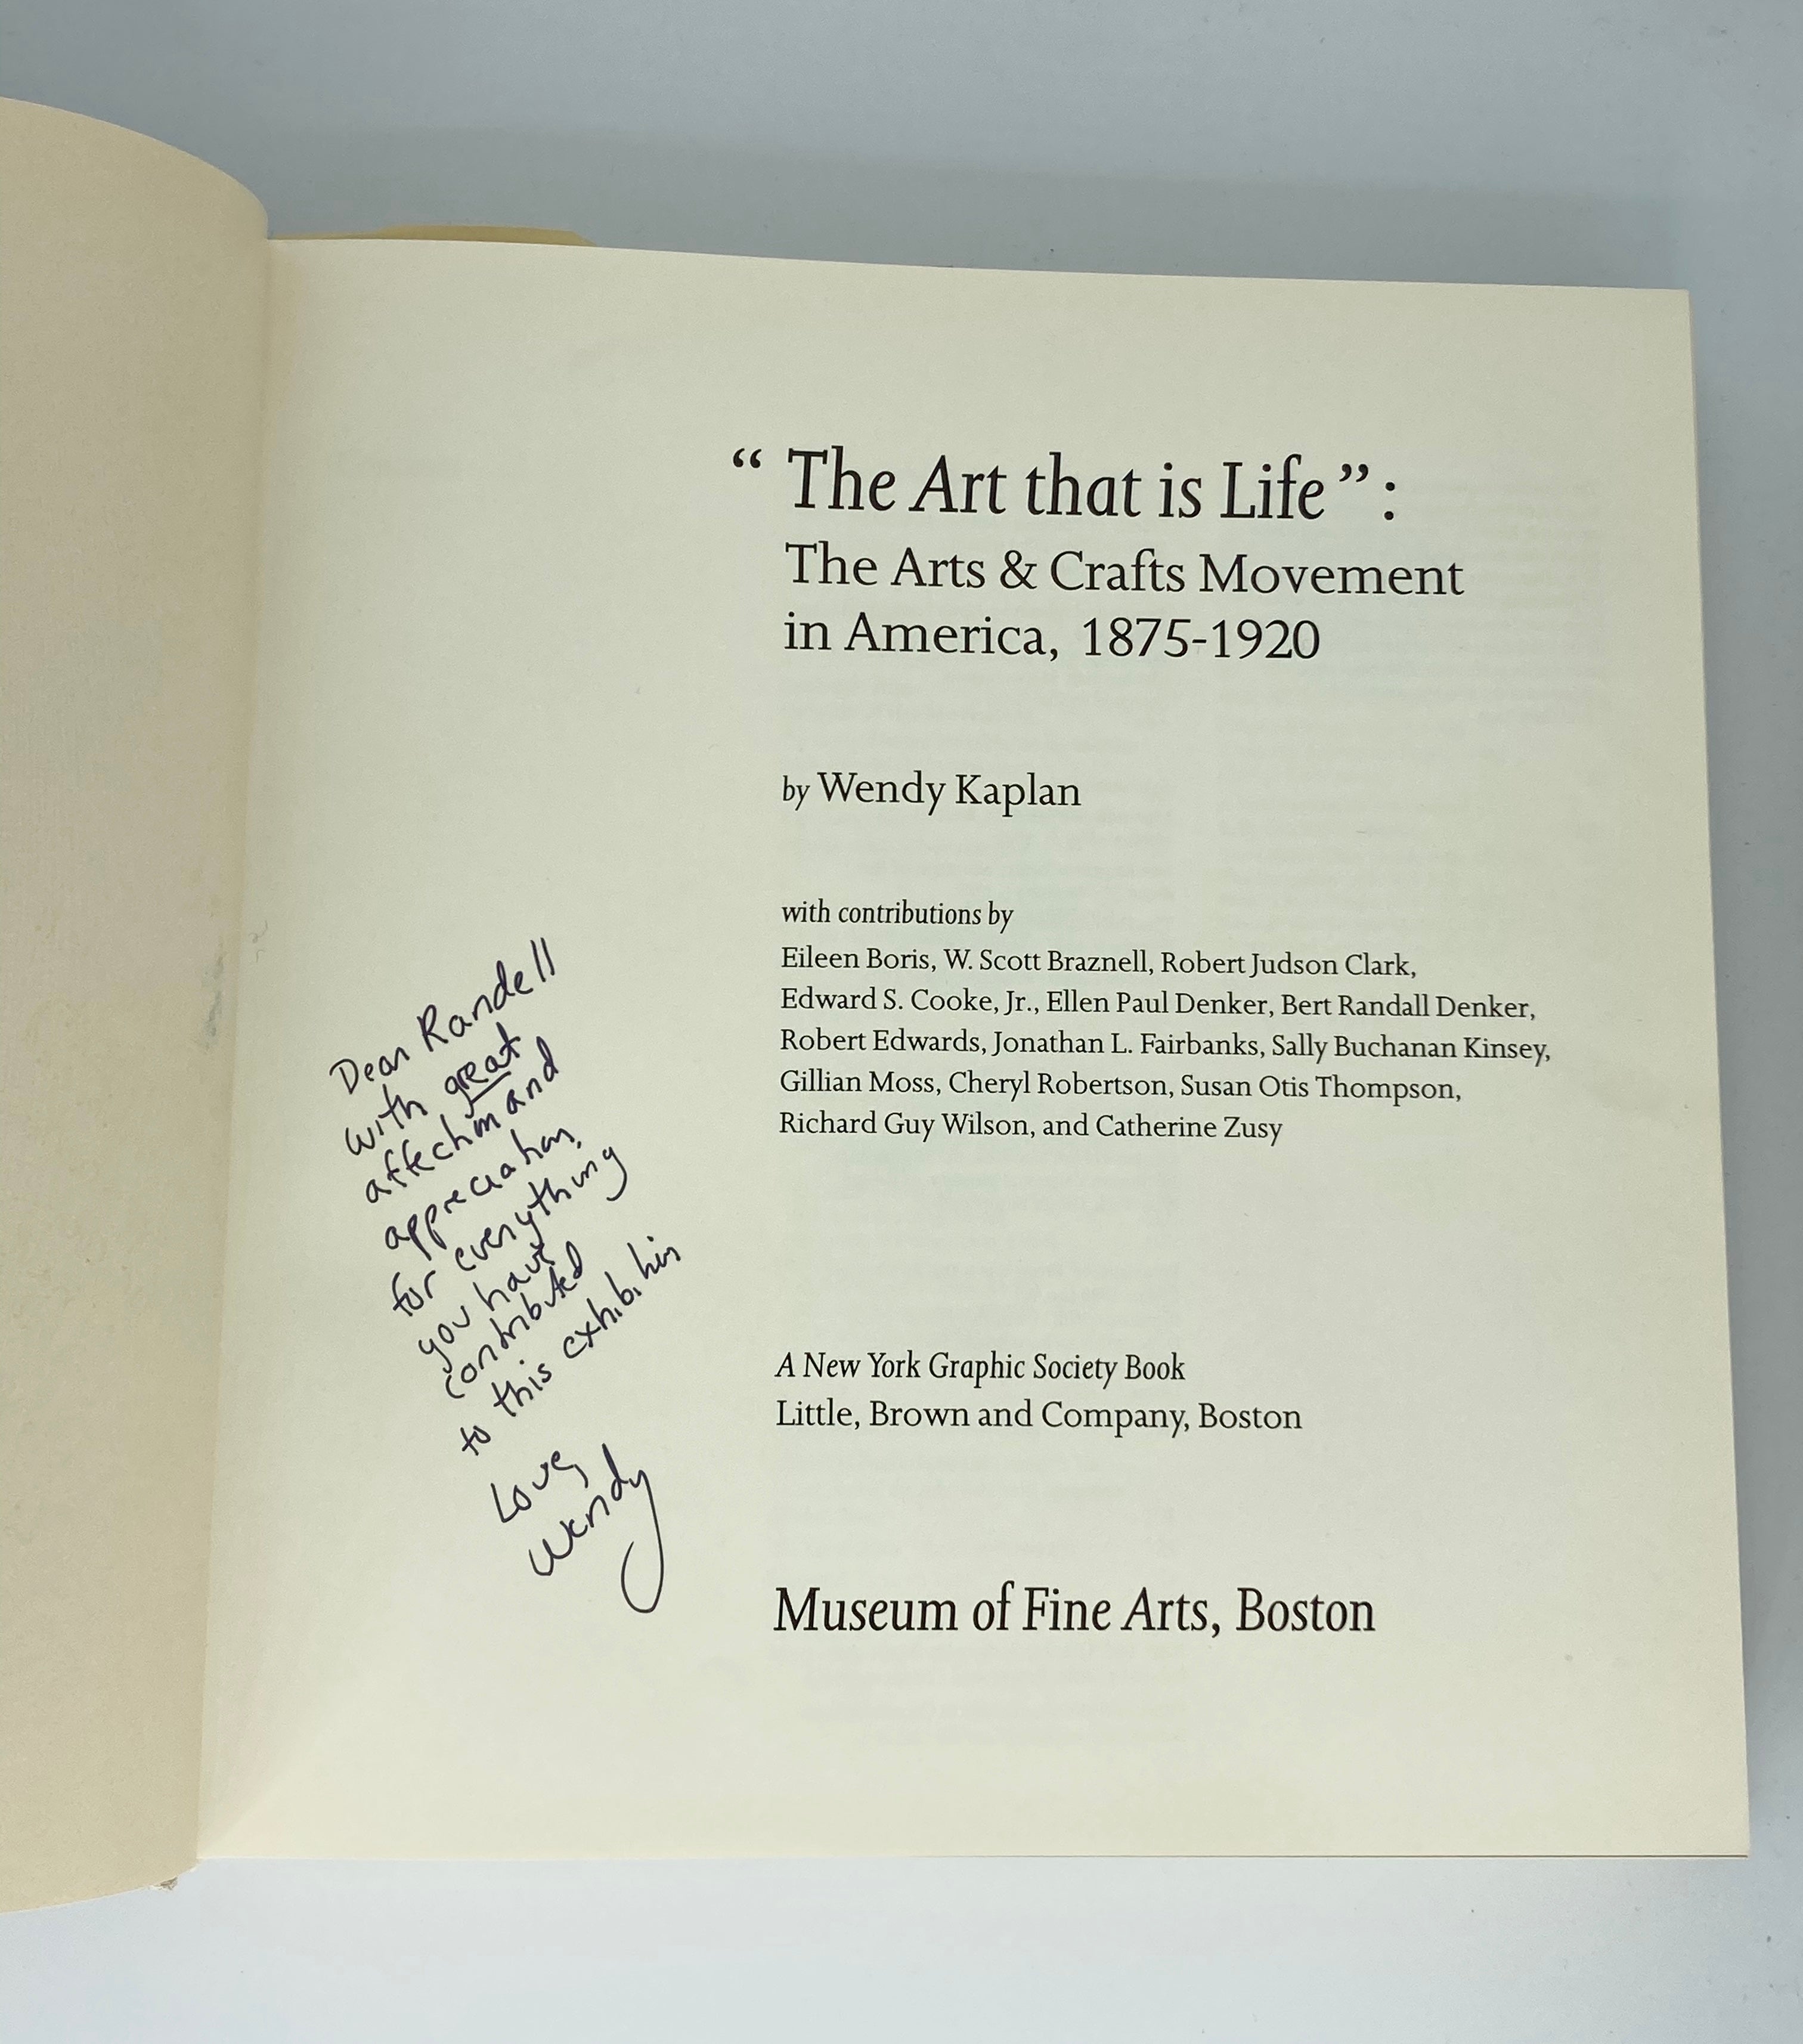 “The Art that is Life”:
The Arts & Crafts Movement
in America, 1875-1920
by Wendy Kaplan
with contributions by
Eileen Boris, W. Scott Braznell, Robert Judson Clark,
Edward S. Cooke, Jr., Ellen Paul Denker, Bert Randall Denker,
Robert Edwards, Jonathan L. Fairbanks, Sally Buchanan Kinsey,
Gillian Moss, Cheryl Robertson, Susan Otis Thompson,
Richard Guy Wilson, and Catherine Zusy
Dear Randell
with great
affection and
appreciation,
for everything
you have
contributed
to this exhibition
Love,
Wendy
A New York Graphic Society Book
Little, Brown and Company, Boston
Museum of Fine Arts, Boston